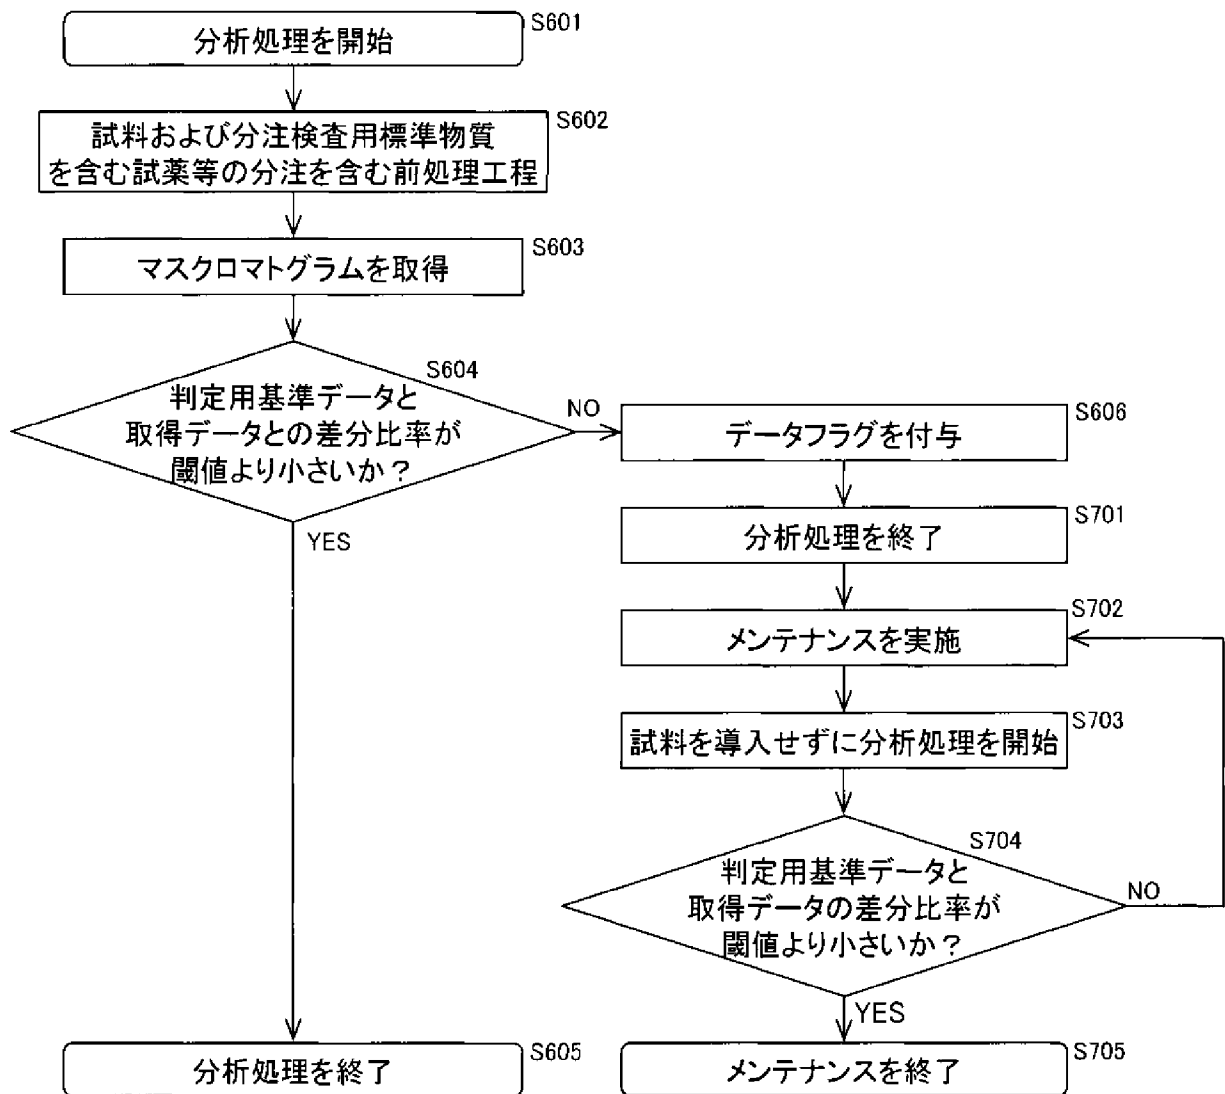 分析処理を開始
S601
試料および分注検査用標準物質
を含む試薬等の分注を含む前処理工程
S602
マスクロマトグラムを取得
S603
S604
判定用基準データと
取得データとの差分比率が
閾値より小さいか？
NO
YES
データフラグを付与
S606
分析処理を終了
S701
メンテナンスを実施
S702
試料を導入せずに分析処理を開始
S703
S704
判定用基準データと
取得データの差分比率が
閾値より小さいか？
NO
YES
分析処理を終了
S605
メンテナンスを終了
S705